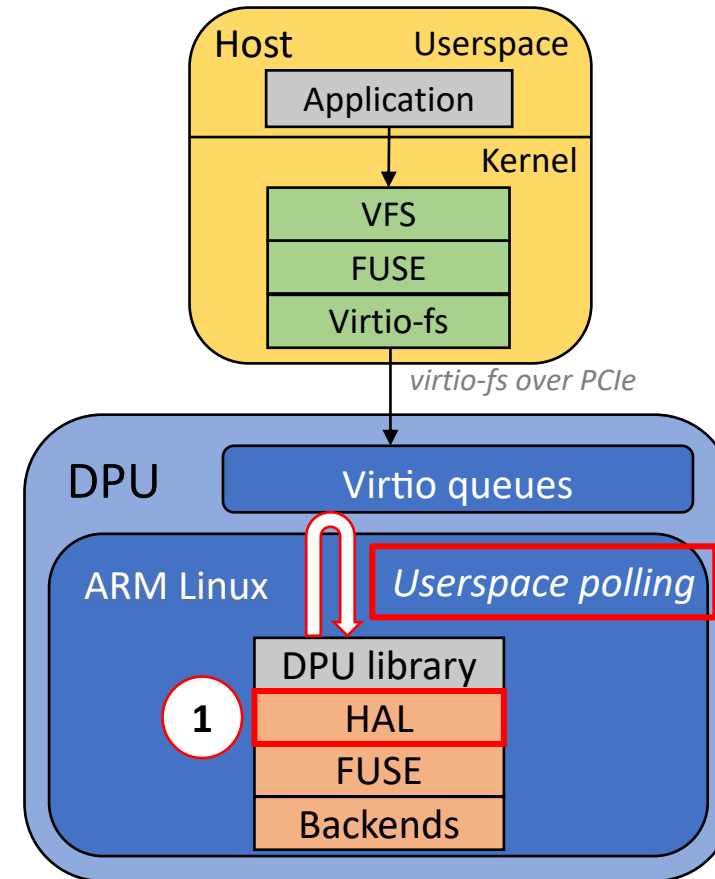 Host
Userspace
Application
Kernel
VFS
FUSE
Virtio-fs
virtio-fs over PCIe
DPU
Virtio queues
ARM Linux
Userspace polling
DPU library
1
HAL
FUSE
Backends